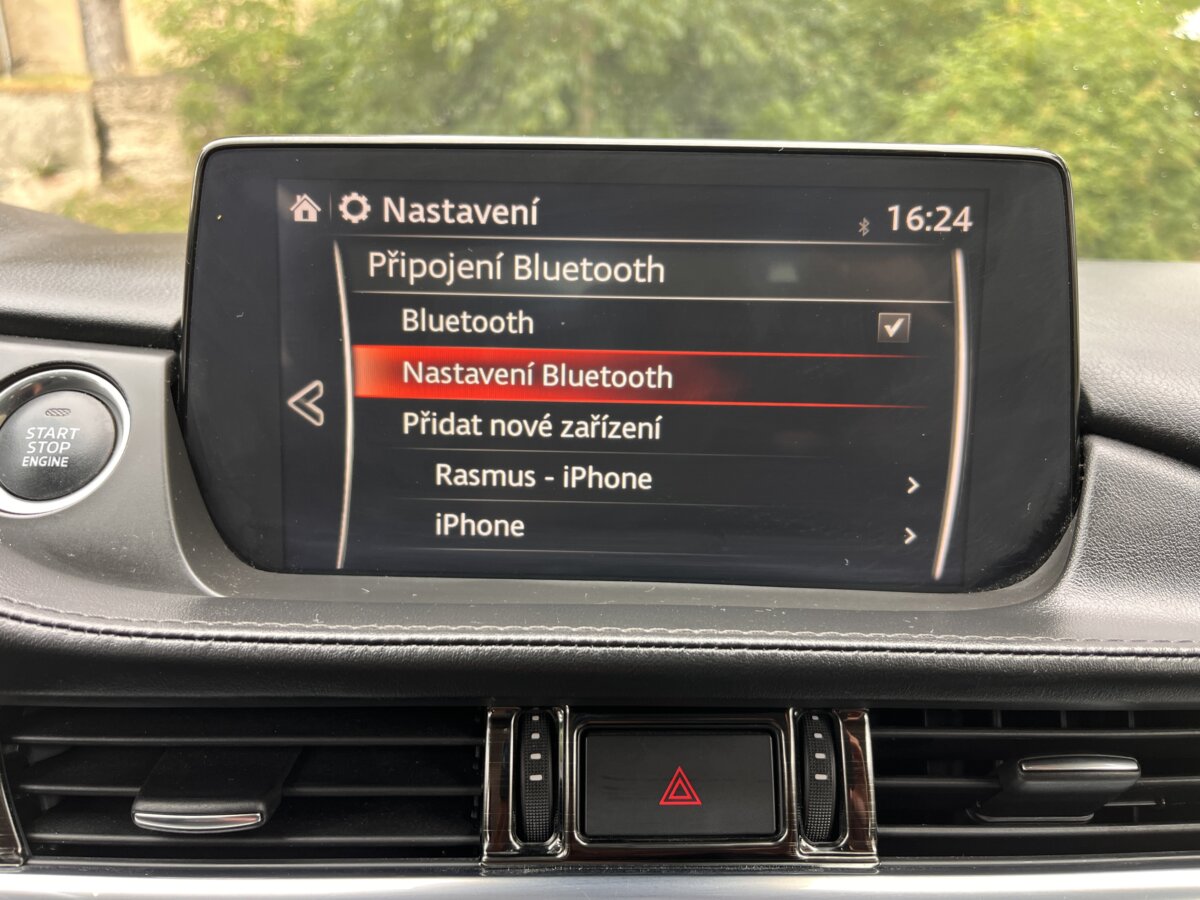 Nastavení
16:24
Připojení Bluetooth
Bluetooth
Nastavení Bluetooth
Přidat nové zařízení
Rasmus - iPhone
iPhone
START
STOP
ENGINE